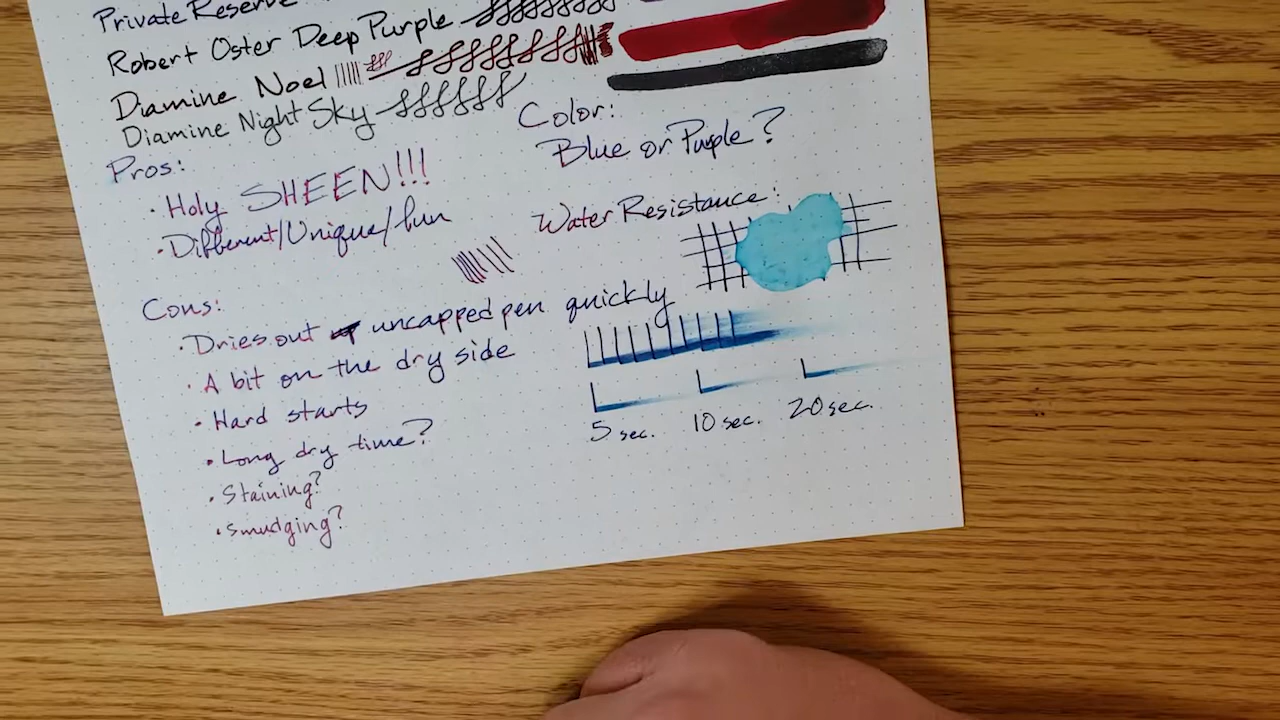 Private Reserve
Robert Oster Deep Purple
Diamine Noel
Diamine Night Sky
Pros:
· Holy SHEEN!!!
· Different/Unique/fun
Cons:
· Dries out uncapped pen quickly
· A bit on the dry side
· Hard starts
· Long dry time?
· Staining?
· Smudging?
Color:
Blue or Purple?
Water Resistance:
5 sec. 10 sec. 20 sec.